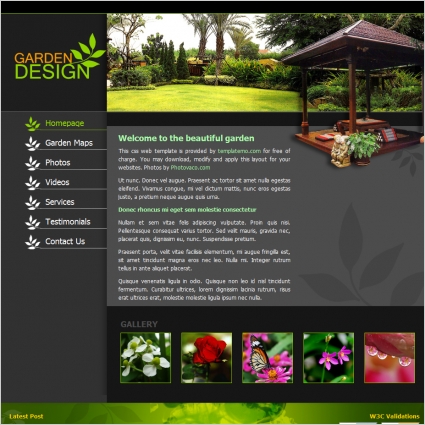 GARDEN
DESIGN
Homepage
Garden Maps
Photos
Videos
Services
Testimonials
Contact Us
Welcome to the beautiful garden
This css web template is provided by templatemo.com for free of
charge. You may download, modify and apply this layout for your
websites. Photos by Photovaco.com
Ut nunc. Donec vel augue. Praesent ac tortor sit amet nulla egestas
eleifend. Vivamus congue, mi vel dictum mattis, nunc eros egestas
justo, a pretium neque augue quis urna.
Donec rhoncus mi eget sem molestie consectetur
Nullam et sem vitae felis adipiscing vulputate. Proin quis nisi.
Pellentesque consequat varius tortor. Sed velit mauris, gravida nec,
placerat quis, dignissim eu, nunc. Suspendisse pretium.
Praesent porta, velit vitae facilisis elementum, mi augue fringilla est,
sit amet tincidunt magna eros nec leo. Nulla mi. Integer rutrum
tellus in ante aliquet placerat.
Quisque venenatis ligula in odio. Quisque non leo id nisl tincidunt
fermentum. Curabitur ultrices, lorem dignissim lacinia rutrum, risus
erat ultrices erat, molestie molestie ligula ipsum nec nulla.
GALLERY
Latest Post
W3C Validations